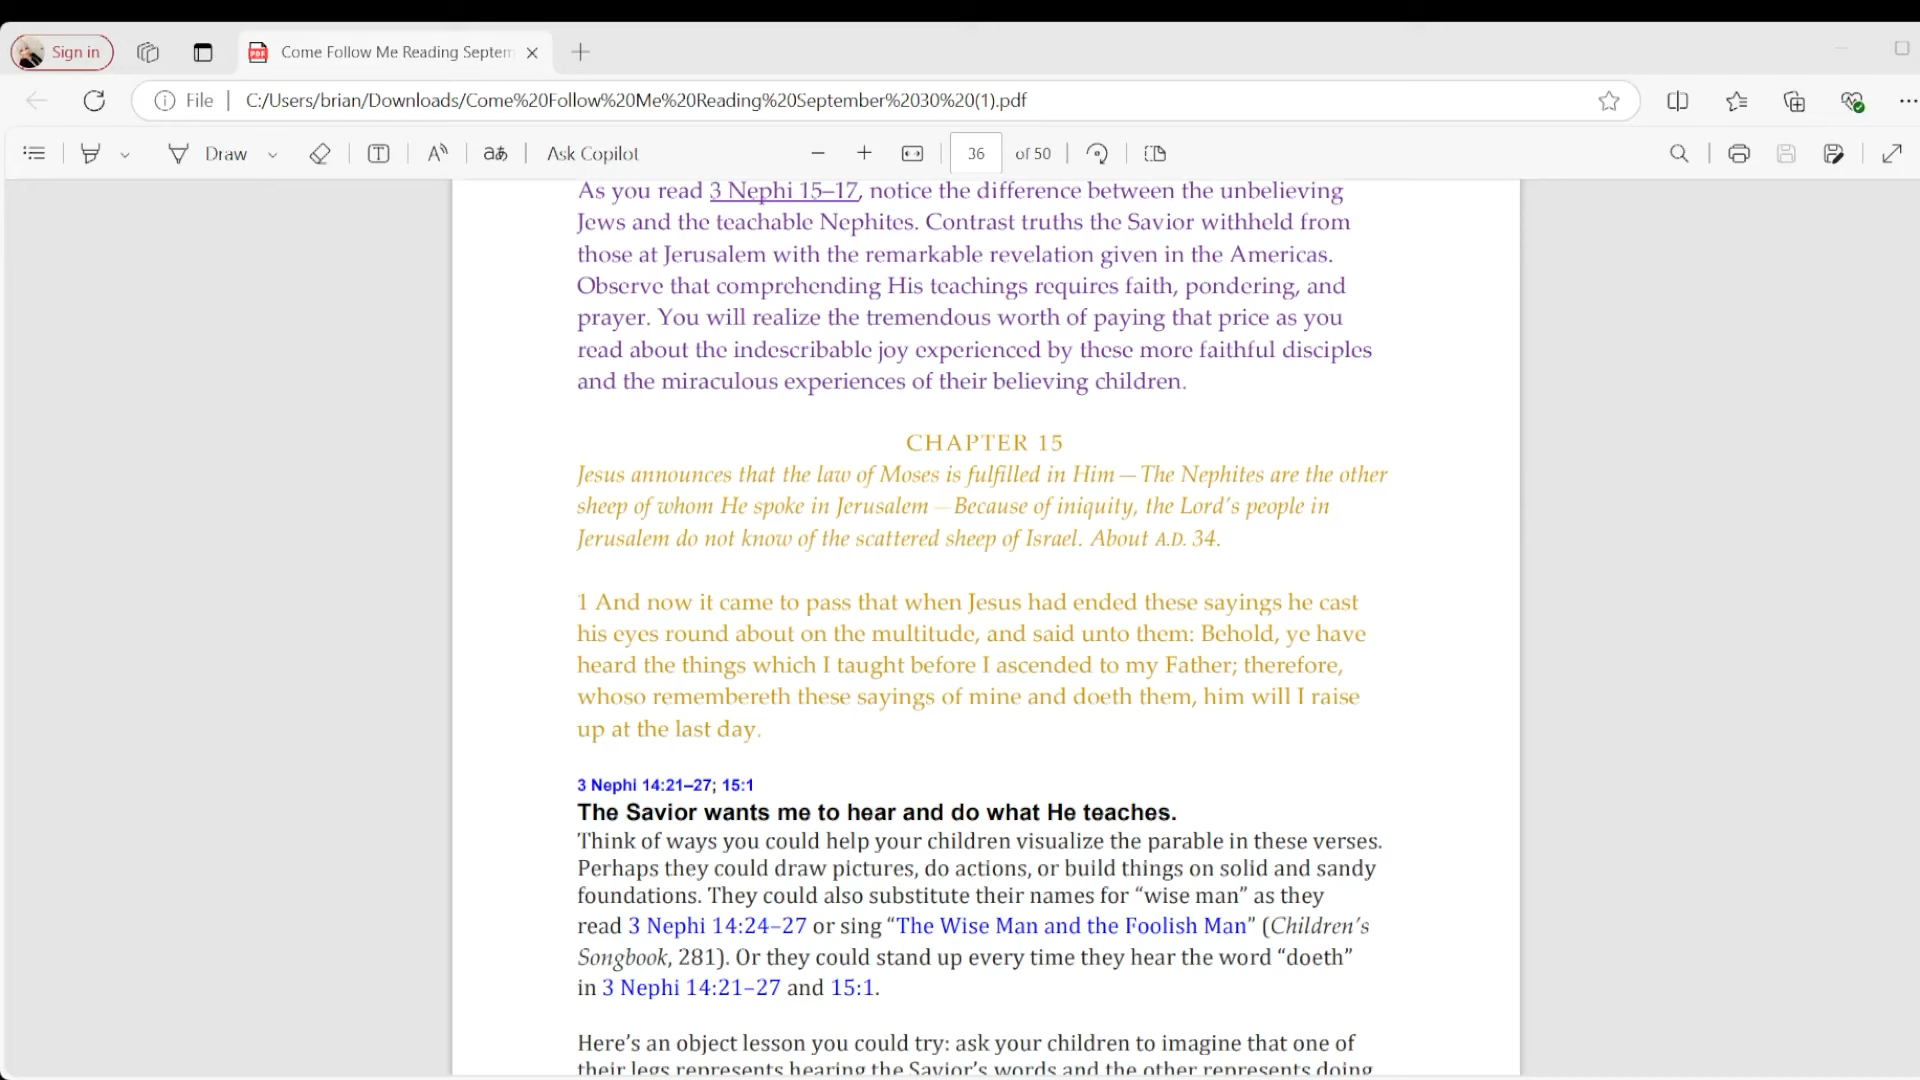 Sign in
Come Follow Me Reading Septem
File
C:/Users/brian/Downloads/Come%20Follow%20Me%20Reading%20September%2030%20(1).pdf
Draw
Ask Copilot
36 of 50
As you read 3 Nephi 15–17, notice the difference between the unbelieving
Jews and the teachable Nephites. Contrast truths the Savior withheld from
those at Jerusalem with the remarkable revelation given in the Americas.
Observe that comprehending His teachings requires faith, pondering, and
prayer. You will realize the tremendous worth of paying that price as you
read about the indescribable joy experienced by these more faithful disciples
and the miraculous experiences of their believing children.
CHAPTER 15
Jesus announces that the law of Moses is fulfilled in Him—The Nephites are the other
sheep of whom He spoke in Jerusalem—Because of iniquity, the Lord's people in
Jerusalem do not know of the scattered sheep of Israel. About A.D. 34.
1 And now it came to pass that when Jesus had ended these sayings he cast
his eyes round about on the multitude, and said unto them: Behold, ye have
heard the things which I taught before I ascended to my Father; therefore,
whoso remembereth these sayings of mine and doeth them, him will I raise
up at the last day.
3 Nephi 14:21–27; 15:1
The Savior wants me to hear and do what He teaches.
Think of ways you could help your children visualize the parable in these verses.
Perhaps they could draw pictures, do actions, or build things on solid and sandy
foundations. They could also substitute their names for “wise man” as they
read 3 Nephi 14:24–27 or sing “The Wise Man and the Foolish Man” (Children’s
Songbook, 281). Or they could stand up every time they hear the word “doeth”
in 3 Nephi 14:21–27 and 15:1.
Here’s an object lesson you could try: ask your children to imagine that one of
their legs represents hearing the Savior’s words and the other represents doing